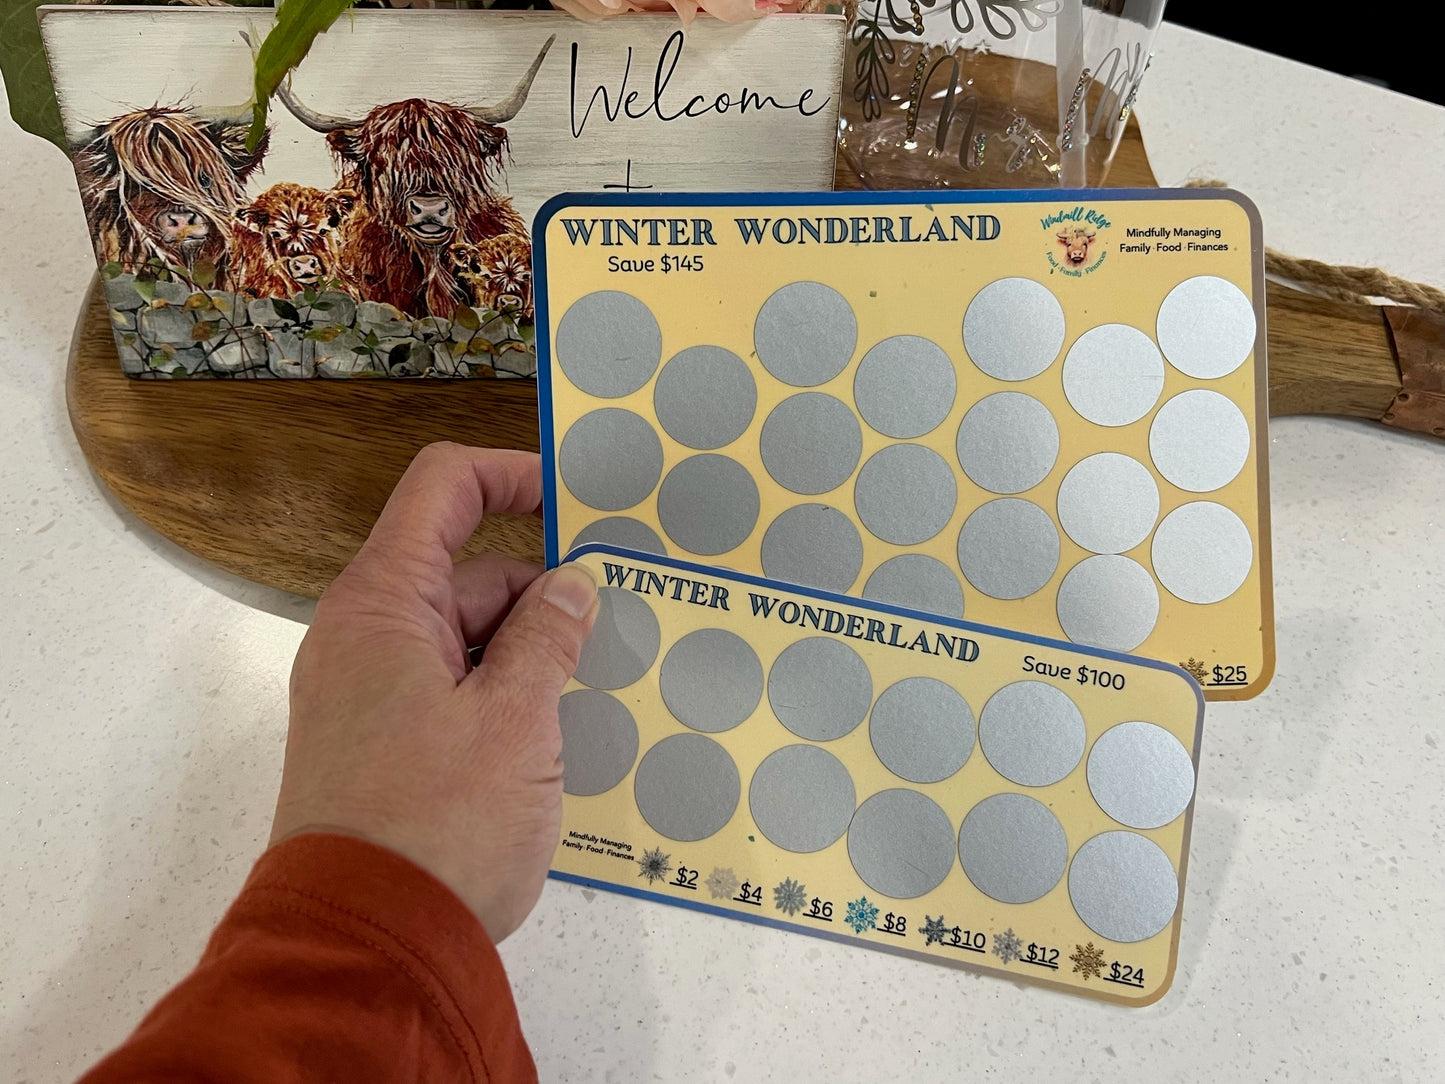 Welcome
t
Mr
WINTER WONDERLAND
Save $145
Windmill Ridge
Food · Family · Finances
Mindfully Managing
Family · Food · Finances
$25
WINTER WONDERLAND
Save $100
Mindfully Managing
Family · Food · Finances
$2 $4 $6 $8 $10 $12 $24